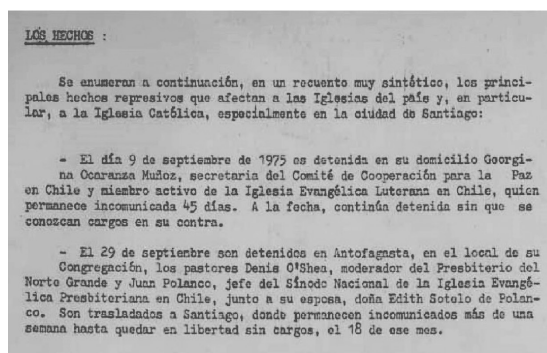 LOS HECHOS :
Se enumeran a continuación, en un recuento muy sintético, los princi-
pales hechos represivos que afectan a las Iglesias del país y, en particu-
lar, a la Iglesia Católica, especialmente en la ciudad de Santiago:
- El día 9 de septiembre de 1975 es detenida en su domicilio Georgi-
na Ocaranza Muñoz, secretaria del Comité de Cooperación para la Paz
en Chile y miembro activo de la Iglesia Evangélica Luterana en Chile, quien
permanece incomunicada 45 días. A la fecha, continúa detenida sin que se
conozcan cargos en su contra.
- El 29 de septiembre son detenidos en Antofagasta, en el local de su
Congregación, los pastores Denis O'Shea, moderador del Presbiterio del
Norte Grande y Juan Polanco, jefe del Sínodo Nacional de la Iglesia Evangé-
lica Presbiteriana en Chile, junto a su esposa, doña Edith Sotelo de Polan-
co. Son trasladados a Santiago, donde permanecen incomunicados más de una
semana hasta quedar en libertad sin cargos, el 18 de ese mes.